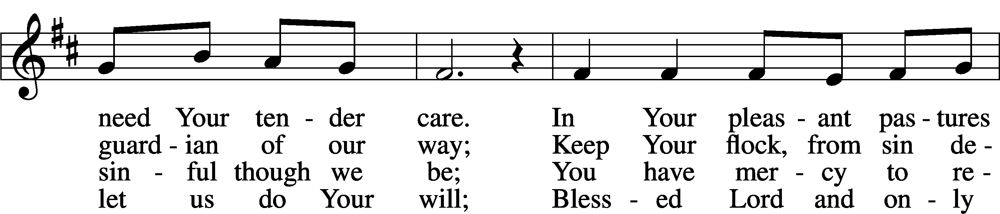 need Your ten - der care. In Your pleas - ant pas - tures
guard - ian of our way; Keep Your flock, from sin de -
sin - ful though we be; You have mer - cy to re -
let us do Your will; Bless - ed Lord and on - ly